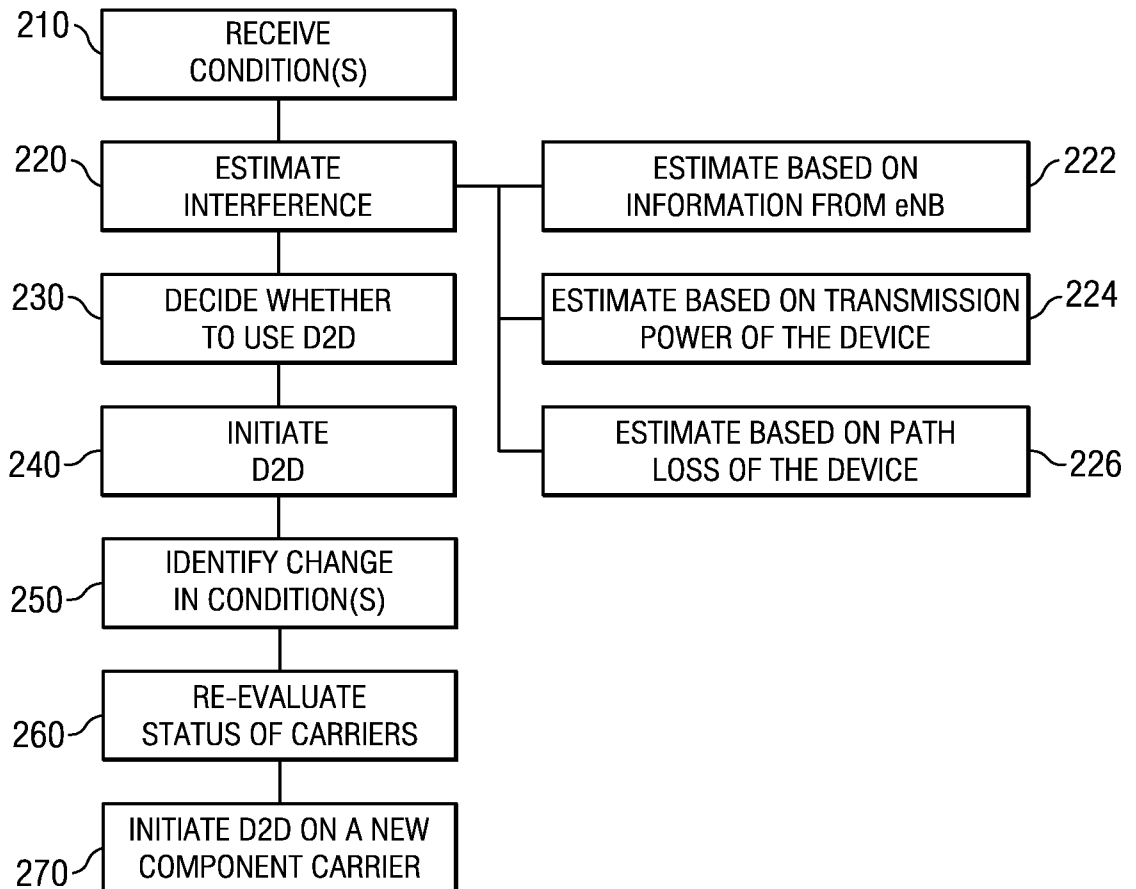 210
RECEIVE
CONDITION(S)
220
ESTIMATE
INTERFERENCE
ESTIMATE BASED ON
INFORMATION FROM eNB
222
230
DECIDE WHETHER
TO USE D2D
ESTIMATE BASED ON TRANSMISSION
POWER OF THE DEVICE
224
240
INITIATE
D2D
ESTIMATE BASED ON PATH
LOSS OF THE DEVICE
226
250
IDENTIFY CHANGE
IN CONDITION(S)
260
RE-EVALUATE
STATUS OF CARRIERS
270
INITIATE D2D ON A NEW
COMPONENT CARRIER